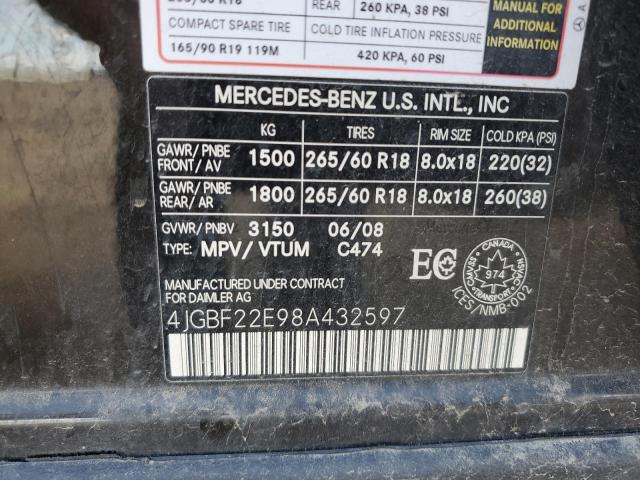 REAR 260 KPA, 38 PSI
MANUAL FOR
ADDITIONAL
INFORMATION
A
COMPACT SPARE TIRE COLD TIRE INFLATION PRESSURE
165/90 R19 119M 420 KPA, 60 PSI
MERCEDES-BENZ U.S. INTL., INC
KG TIRES RIM SIZE COLD KPA (PSI)
GAWR/PNBE
FRONT/AV 1500 265/60 R18 8.0x18 220(32)
GAWR/PNBE
REAR/AR 1800 265/60 R18 8.0x18 260(38)
GVWR/PNBV 3150 06/08
TYPE: MPV/VTUM C474
MANUFACTURED UNDER CONTRACT
FOR DAIMLER AG
EC
CANADA
974
TRANSPORT
CMVSS
NSVAC
ICES/NMB-002
4JGBF22E98A432597